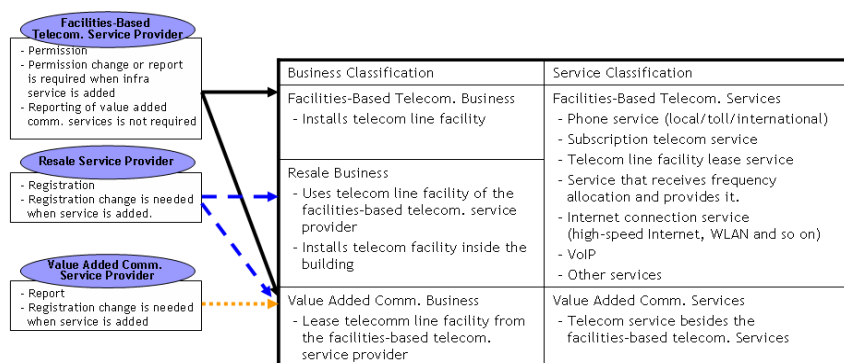 Facilities-Based
Telecom. Service Provider
- Permission
- Permission change or report
is required when infra
service is added
- Reporting of value added
comm. services is not required
Resale Service Provider
- Registration
- Registration change is needed
when service is added.
Value Added Comm.
Service Provider
- Report
- Registration change is needed
when service is added
Business Classification
Facilities-Based Telecom. Business
- Installs telecom line facility
Resale Business
- Uses telecom line facility of the
facilities-based telecom. service
provider
- Installs telecom facility inside the
building
Value Added Comm. Business
- Lease telecomm line facility from
the facilities-based telecom.
service provider
Service Classification
Facilities-Based Telecom. Services
- Phone service (local/toll/international)
- Subscription telecom service
- Telecom line facility lease service
- Service that receives frequency
allocation and provides it.
- Internet connection service
(high-speed Internet, WLAN and so on)
- VoIP
- Other services
Value Added Comm. Services
- Telecom service besides the
facilities-based telecom. Services